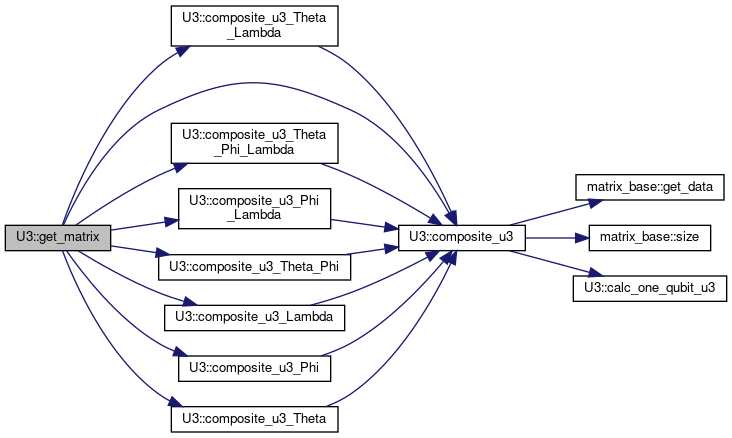 U3::get_matrix
U3::composite_u3_Theta
_Lambda
U3::composite_u3_Theta
_Phi_Lambda
U3::composite_u3_Phi
_Lambda
U3::composite_u3_Theta_Phi
U3::composite_u3_Lambda
U3::composite_u3_Phi
U3::composite_u3_Theta
U3::composite_u3
matrix_base::get_data
matrix_base::size
U3::calc_one_qubit_u3